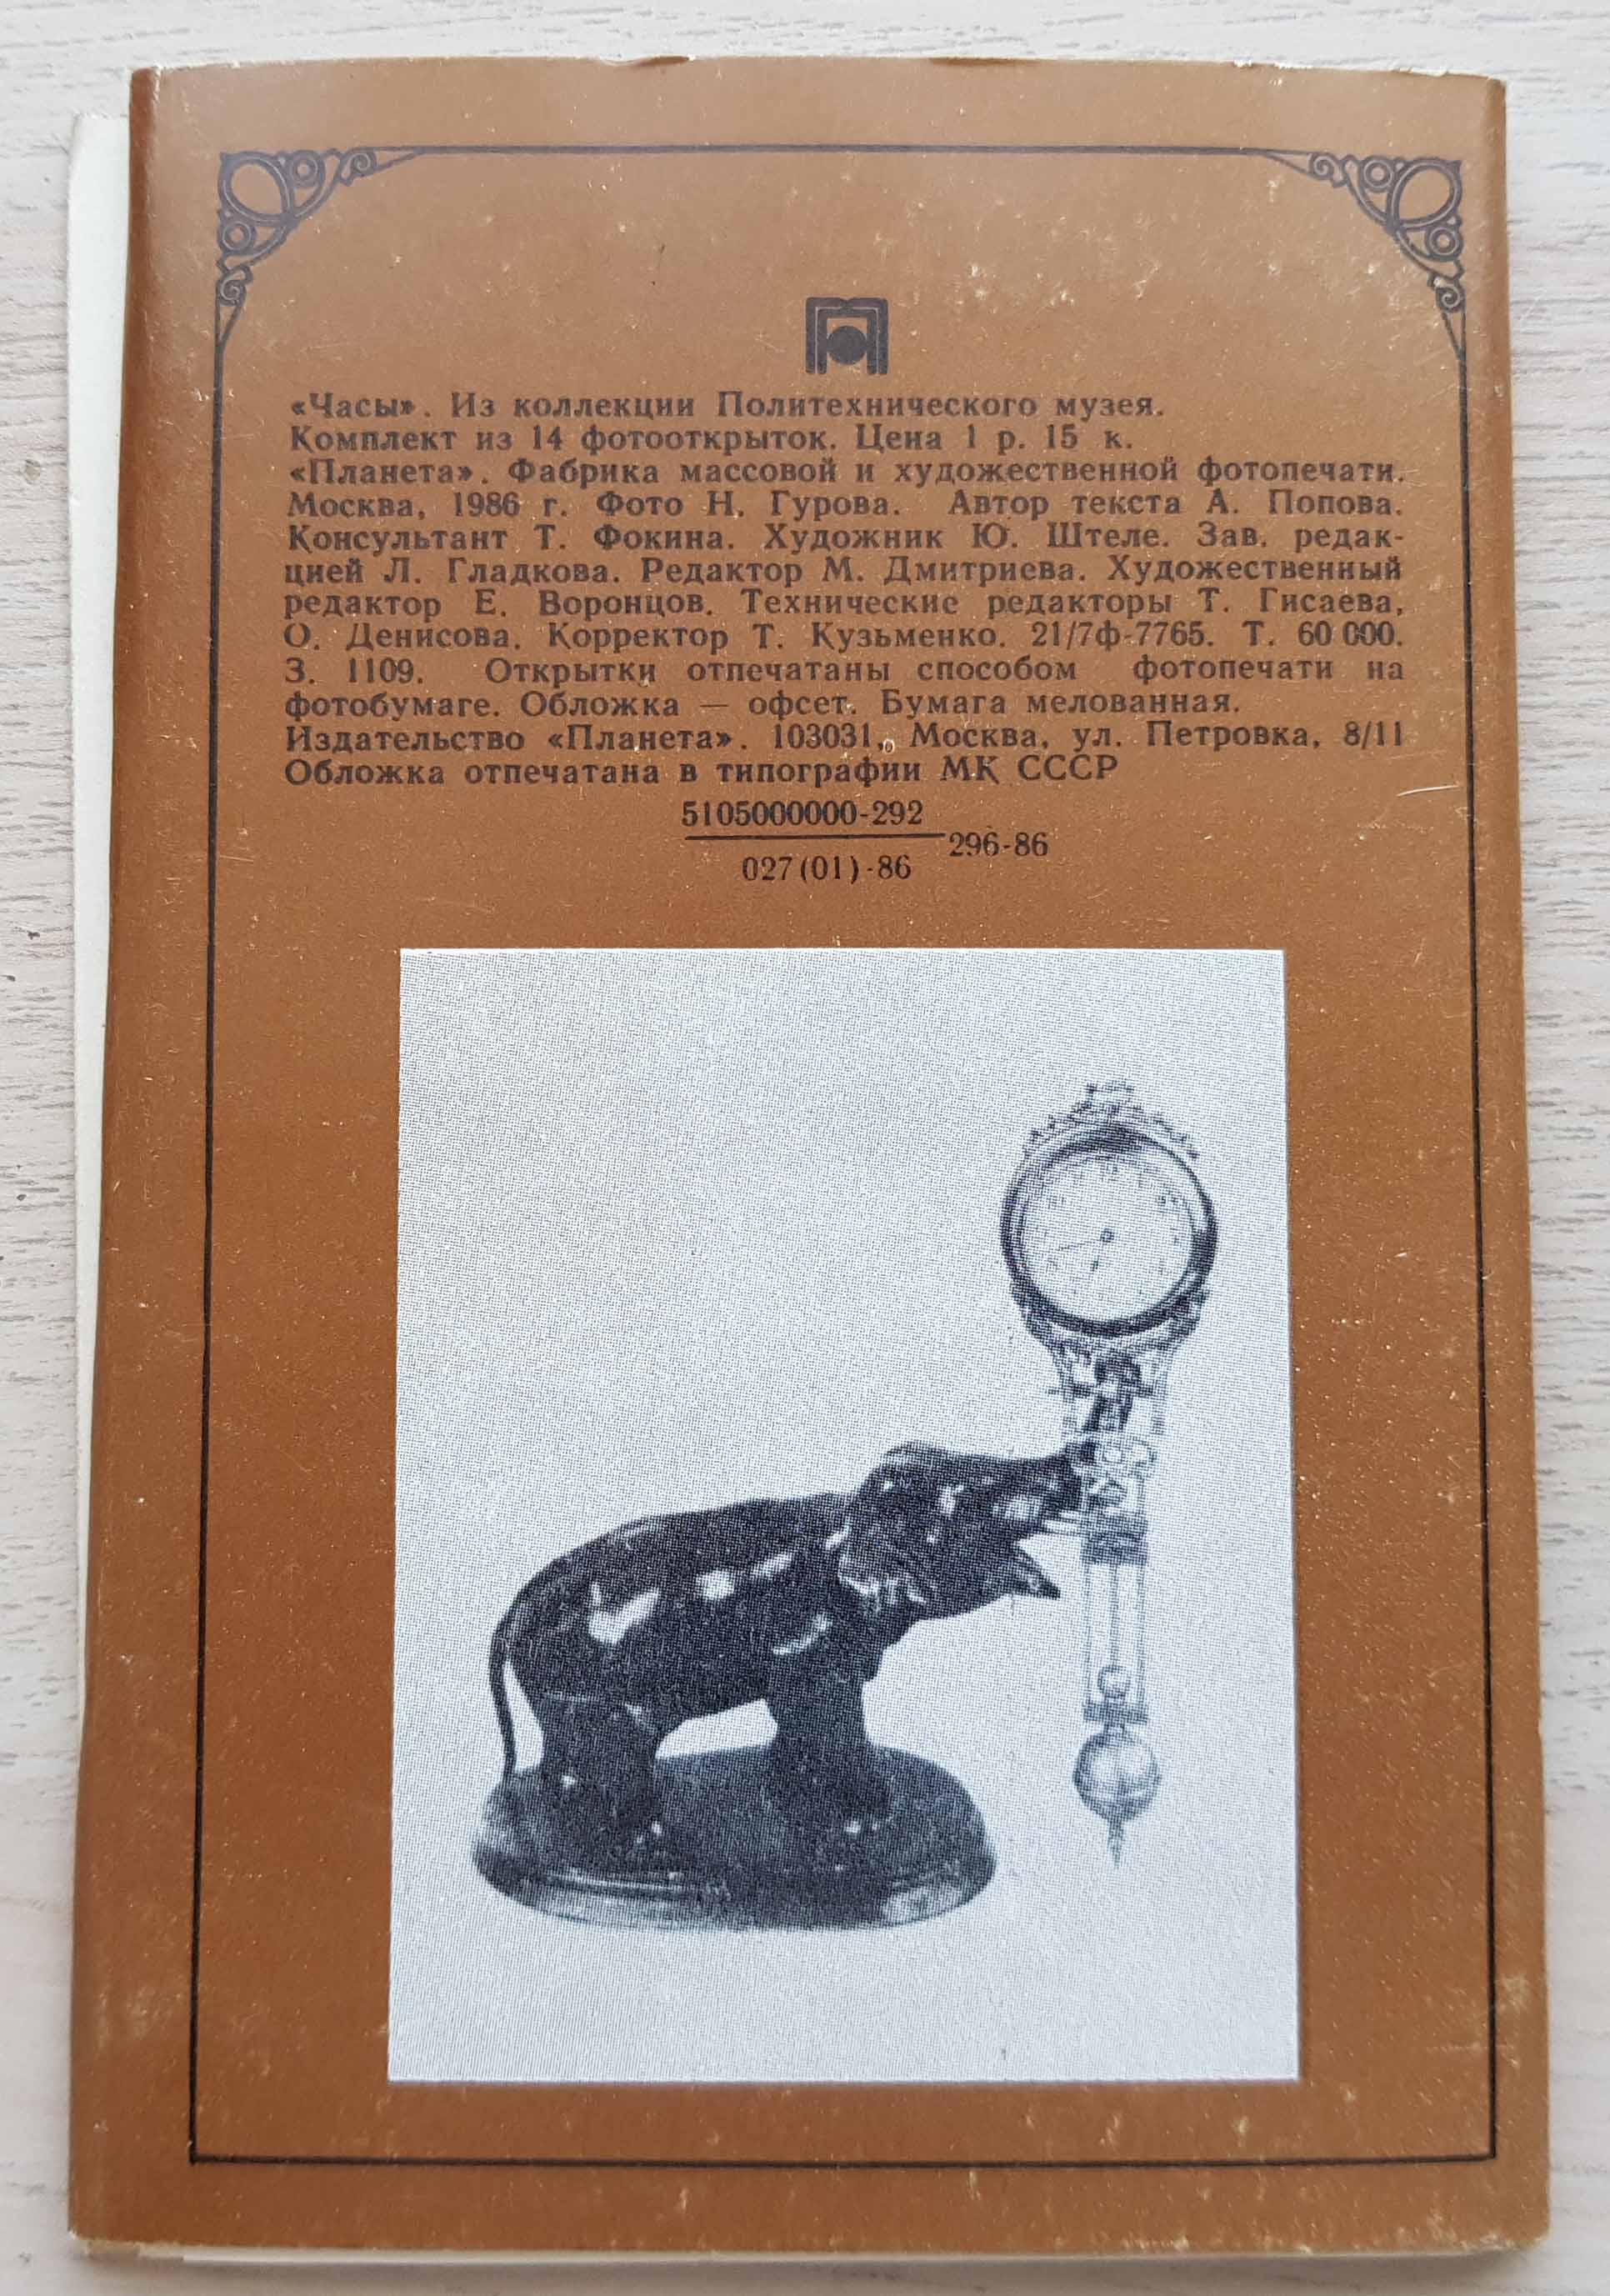 «Часы». Из коллекции Политехнического музея.
Комплект из 14 фотооткрыток. Цена 1 р. 15 к.
«Планета». Фабрика массовой и художественной фотопечати.
Москва, 1986 г. Фото Н. Гурова. Автор текста А. Попова.
Консультант Т. Фокина. Художник Ю. Штеле. Зав. редак-
цией Л. Гладкова. Редактор М. Дмитриева. Художественный
редактор Е. Воронцов. Технические редакторы Т. Гисаева,
О. Денисова. Корректор Т. Кузьменко. 21/7ф-7765. Т. 60 000.
З. 1109. Открытки отпечатаны способом фотопечати на
фотобумаге. Обложка — офсет. Бумага мелованная.
Издательство «Планета». 103031, Москва, ул. Петровка, 8/11
Обложка отпечатана в типографии МК СССР
5105000000-292
296-86
027(01)-86